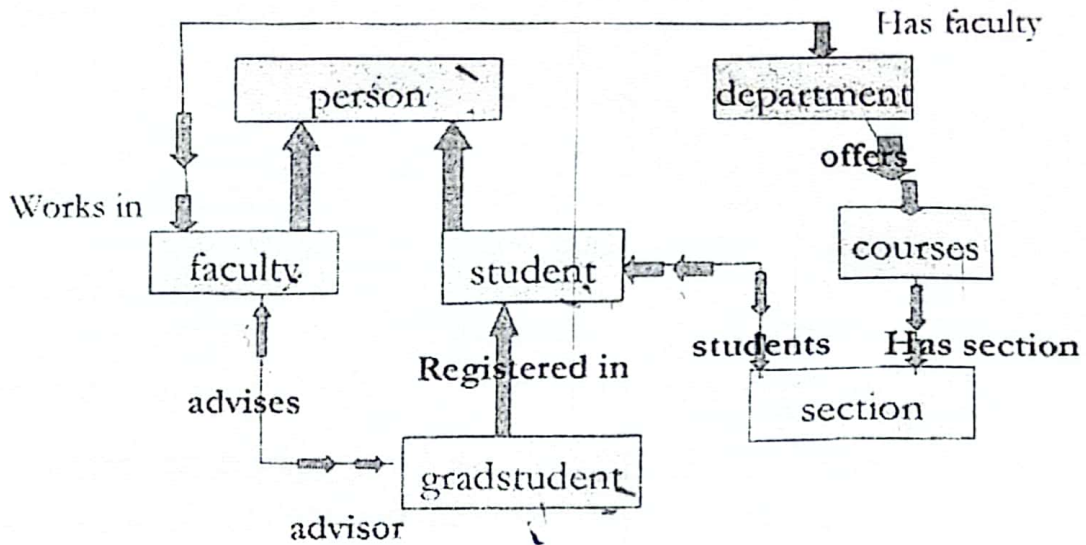 Has faculty
person
department
offers
Works in
faculty
student
courses
students
Has section
Registered in
advises
section
gradstudent
advisor